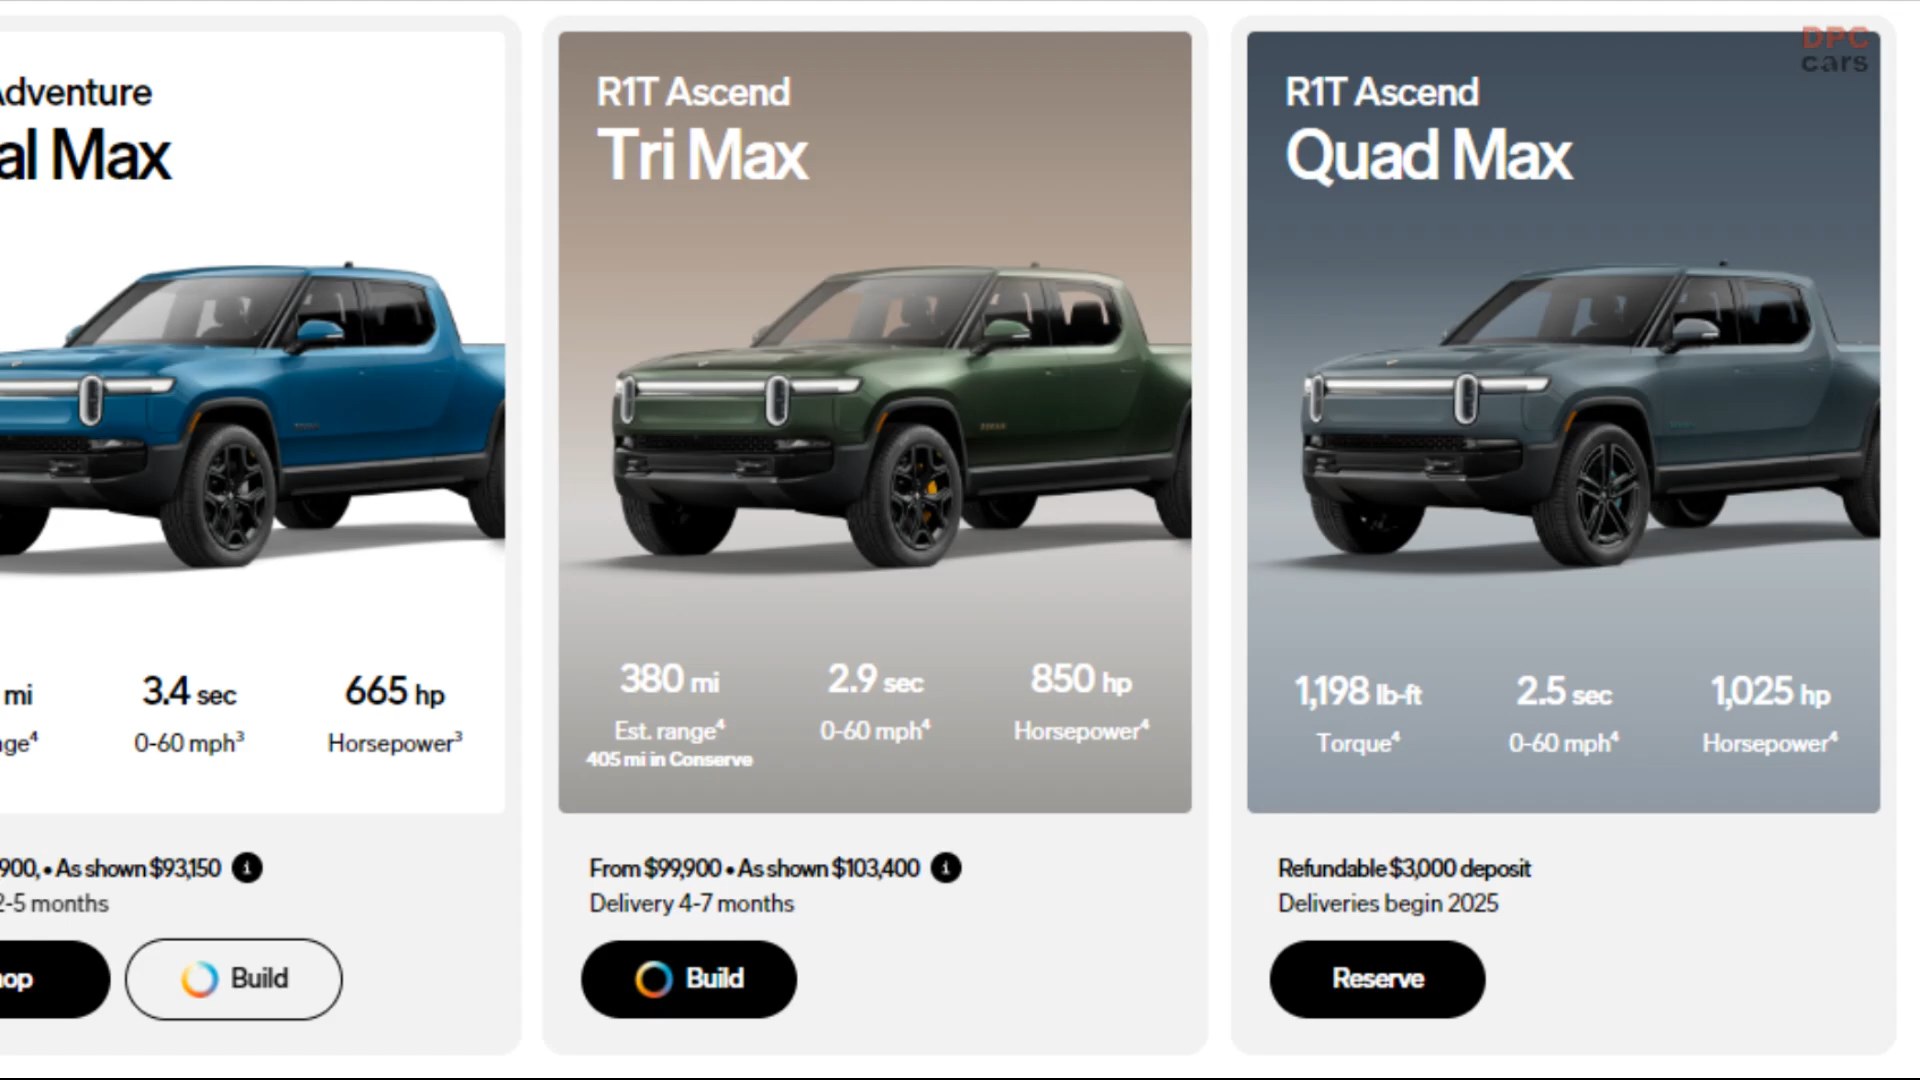 DPC
cars
Adventure
al Max
mi
nge⁴
3.4 sec
0-60 mph³
665 hp
Horsepower³
900, • As shown $93,150
2-5 months
hop
Build
R1T Ascend
Tri Max
380 mi
Est. range⁴
405 mi in Conserve
2.9 sec
0-60 mph⁴
850 hp
Horsepower⁴
From $99,900 • As shown $103,400
Delivery 4-7 months
Build
R1T Ascend
Quad Max
1,198 lb-ft
Torque⁴
2.5 sec
0-60 mph⁴
1,025 hp
Horsepower⁴
Refundable $3,000 deposit
Deliveries begin 2025
Reserve